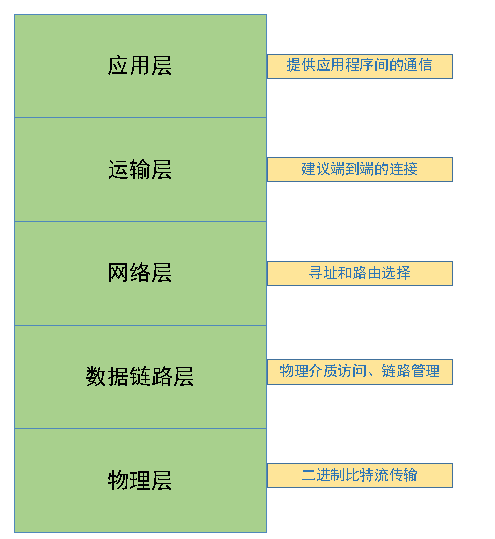 应用层
提供应用程序间的通信
运输层
建议端到端的连接
网络层
寻址和路由选择
数据链路层
物理介质访问、链路管理
物理层
二进制比特流传输